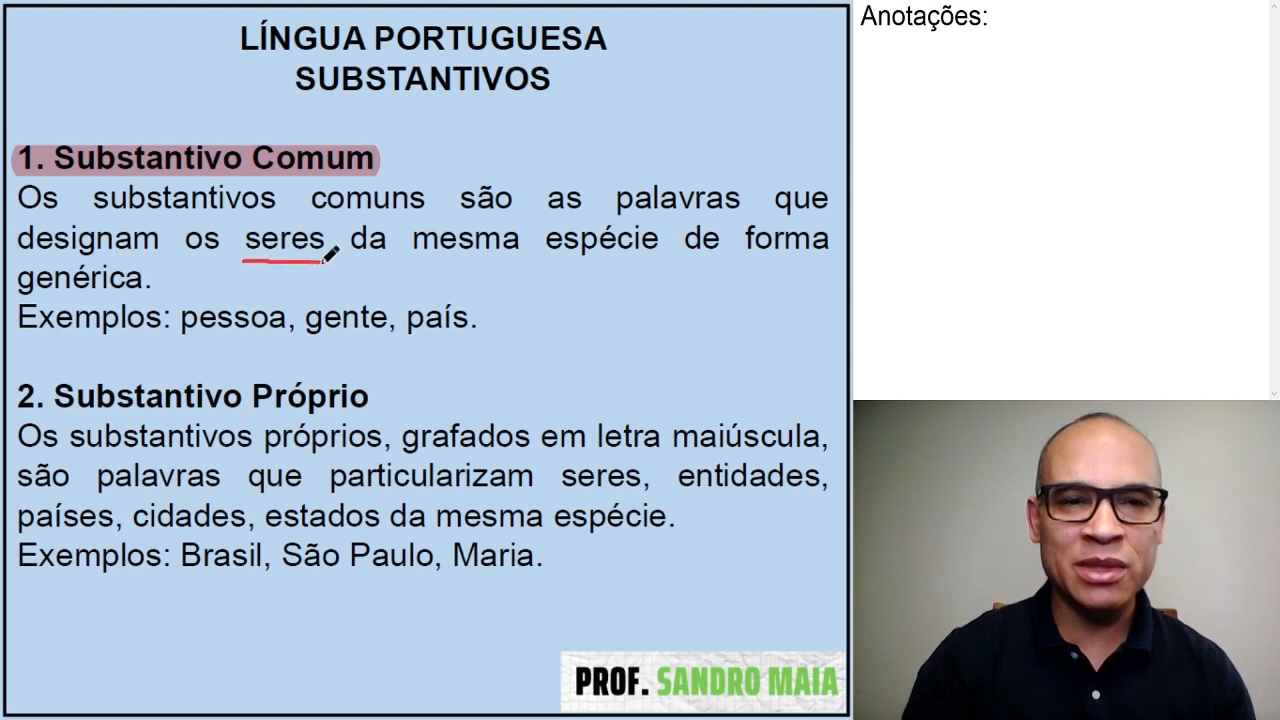 LÍNGUA PORTUGUESA
SUBSTANTIVOS
1. Substantivo Comum
Os substantivos comuns são as palavras que
designam os seres da mesma espécie de forma
genérica.
Exemplos: pessoa, gente, país.
2. Substantivo Próprio
Os substantivos próprios, grafados em letra maiúscula,
são palavras que particularizam seres, entidades,
países, cidades, estados da mesma espécie.
Exemplos: Brasil, São Paulo, Maria.
PROF. SANDRO MAIA
Anotações: